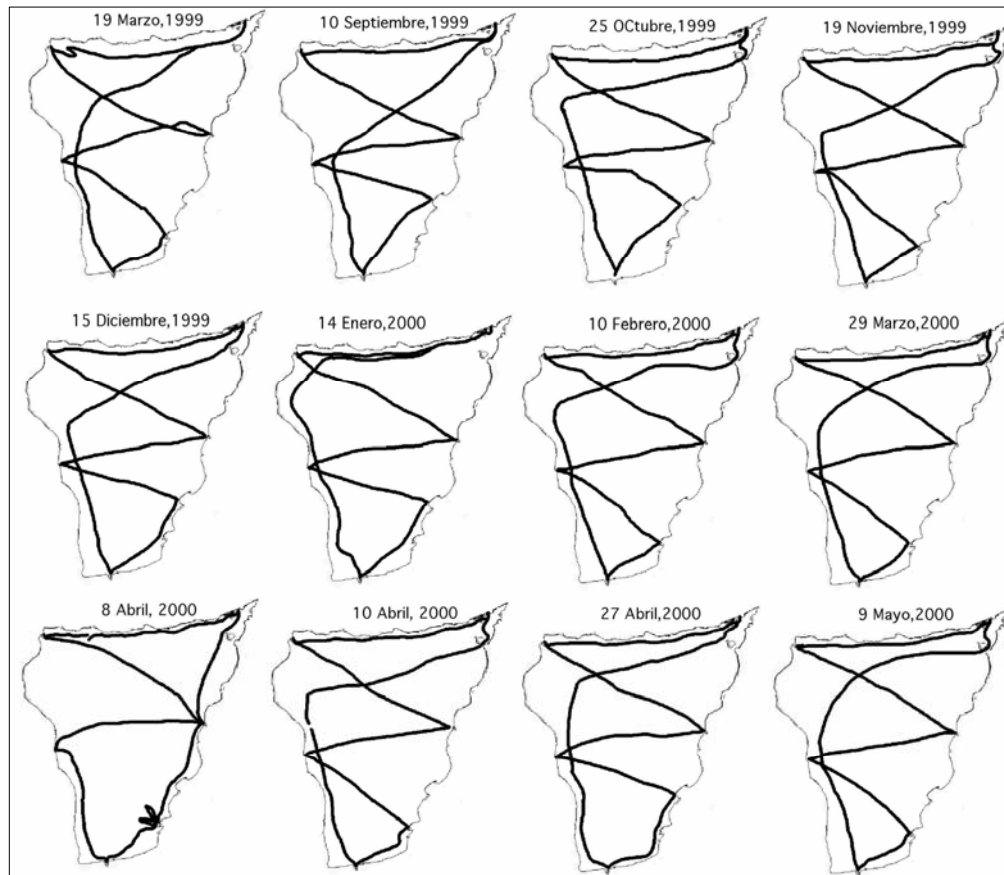 19 Marzo,1999
10 Septiembre,1999
25 OCtubre,1999
19 Noviembre,1999
15 Diciembre,1999
14 Enero,2000
10 Febrero,2000
29 Marzo,2000
8 Abril, 2000
10 Abril, 2000
27 Abril,2000
9 Mayo,2000